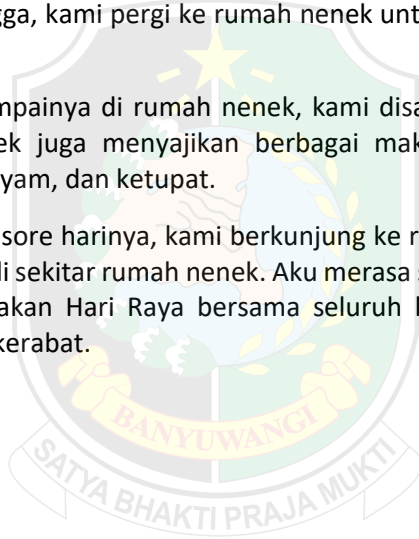 gga, kami pergi ke rumah nenek unt
mpainya di rumah nenek, kami disa
ek juga menyajikan berbagai mak
yam, dan ketupat.
sore harinya, kami berkunjung ke r
di sekitar rumah nenek. Aku merasa s
akan Hari Raya bersama seluruh k
kerabat.
BANYUWANGI
SATYA BHAKTI PRAJA MUKTI